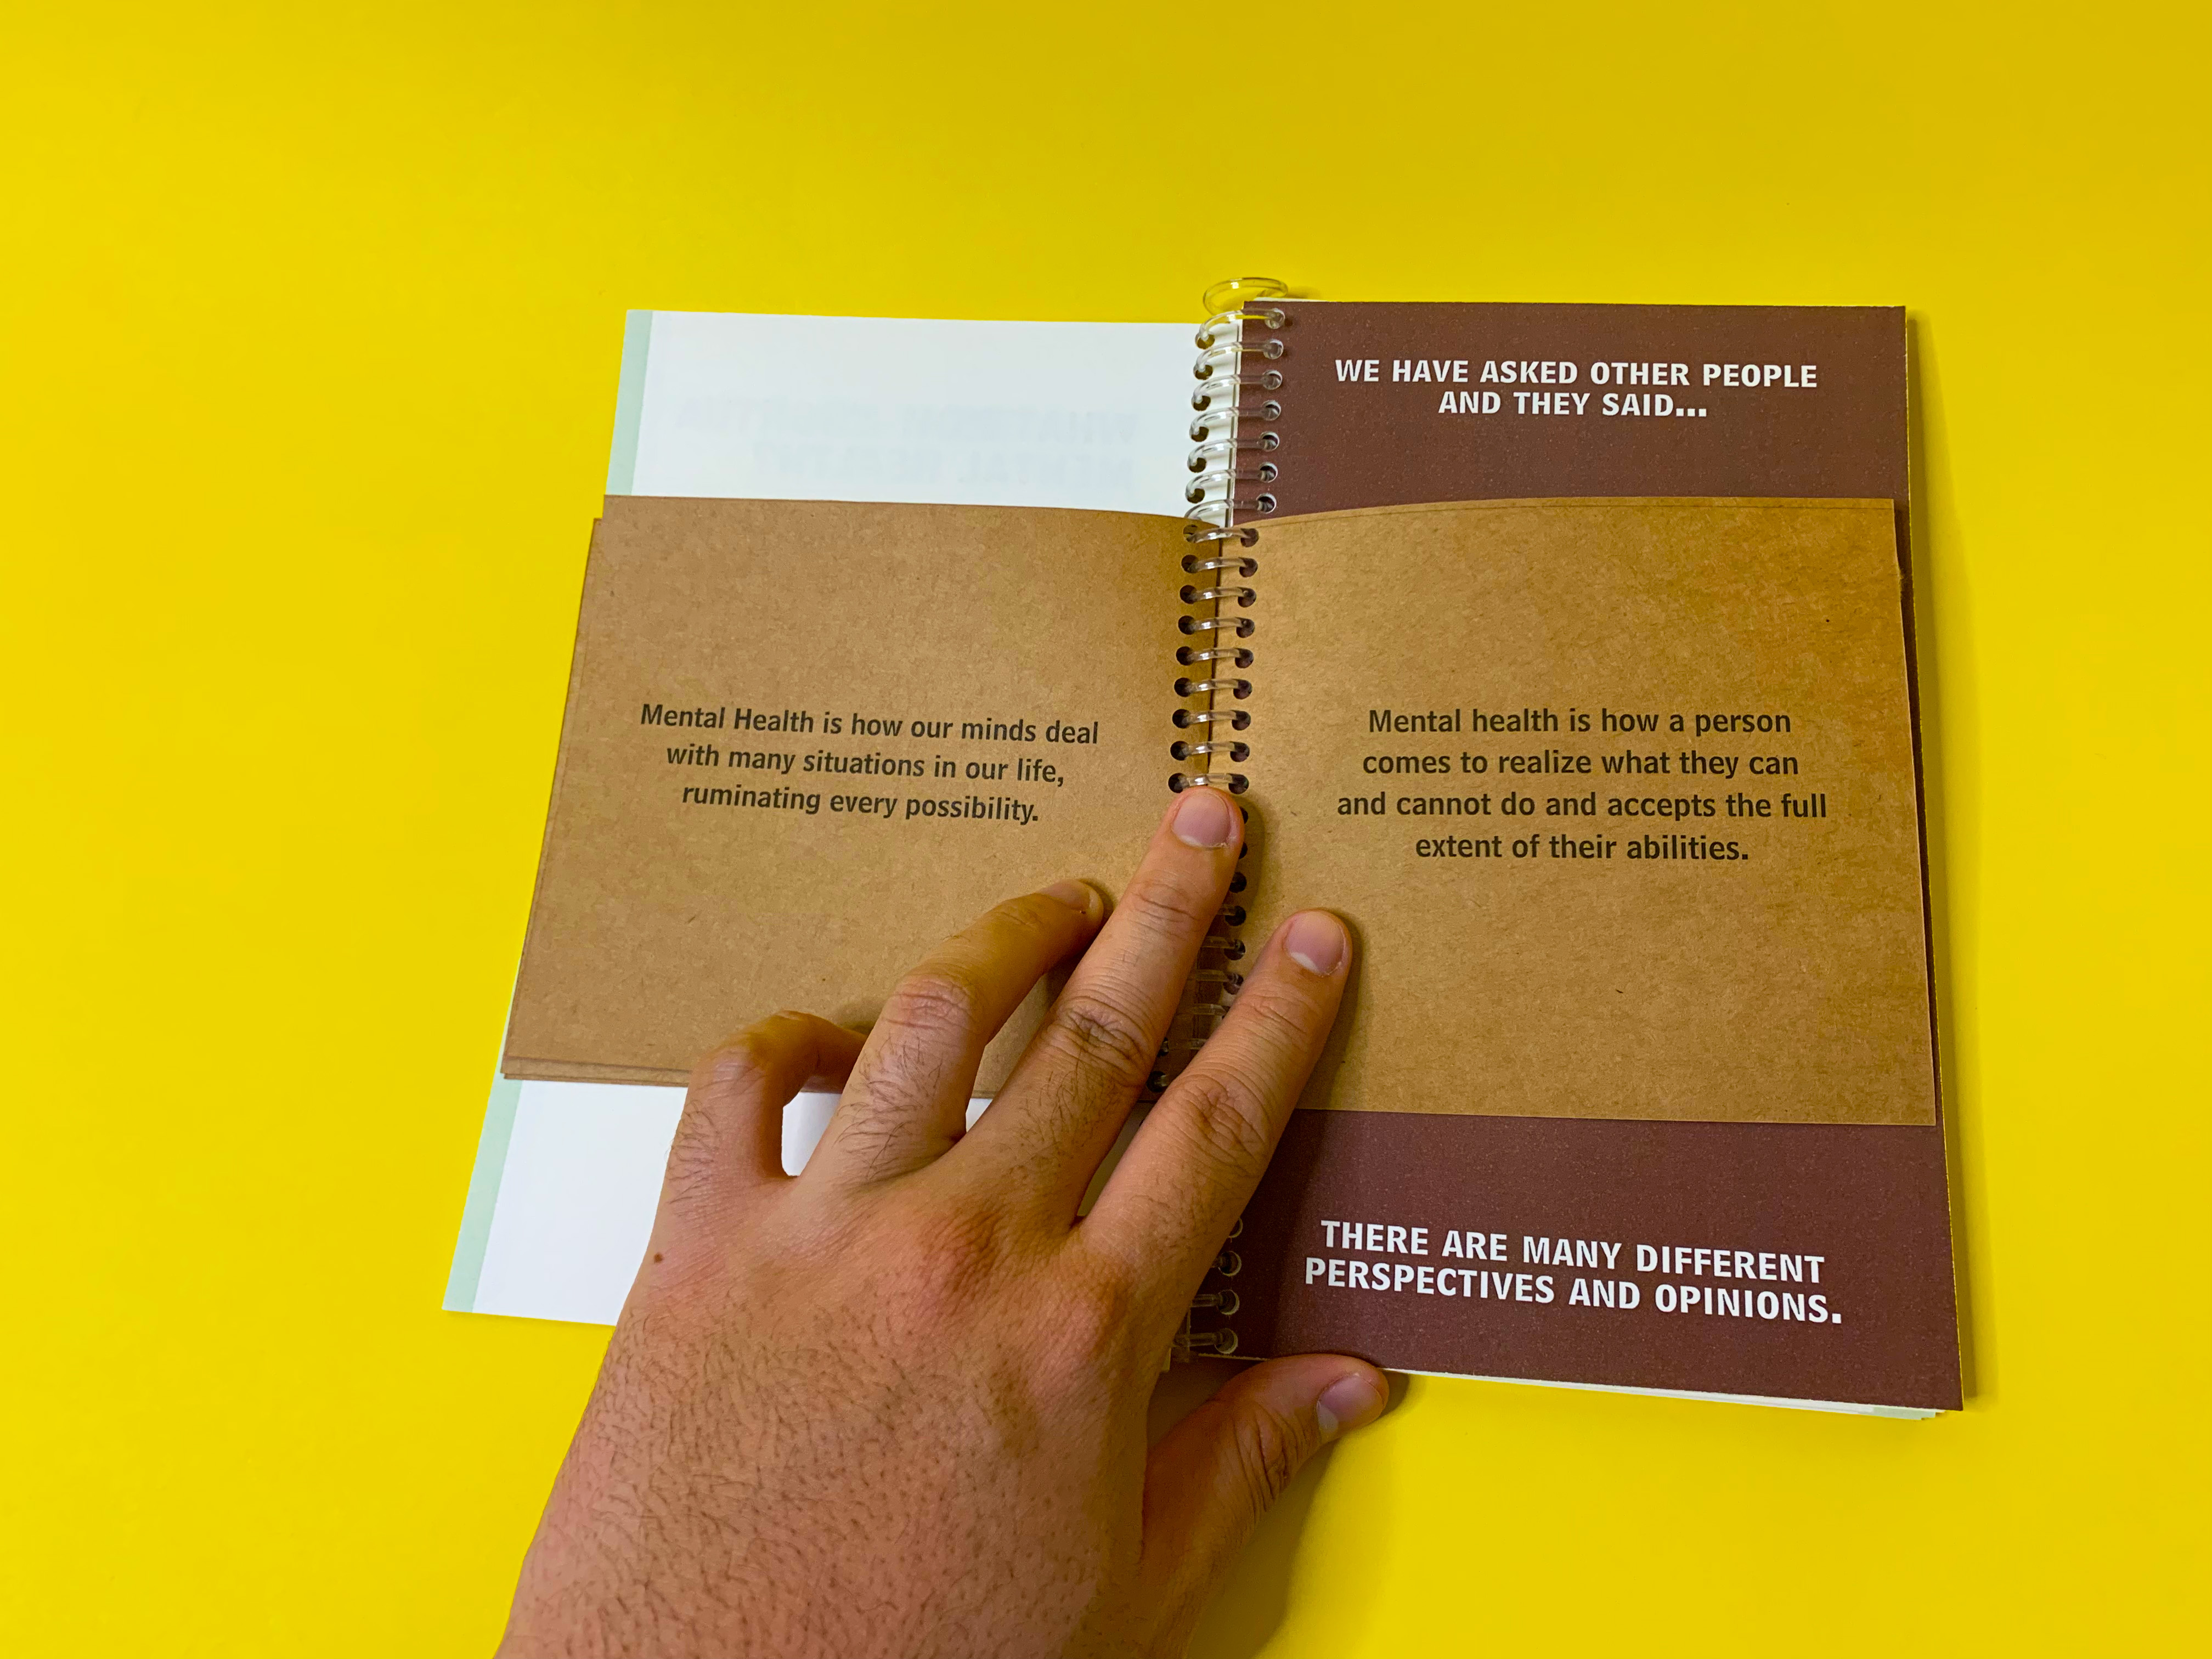 Mental Health is how our minds deal
with many situations in our life,
ruminating every possibility.
WE HAVE ASKED OTHER PEOPLE
AND THEY SAID...
Mental health is how a person
comes to realize what they can
and cannot do and accepts the full
extent of their abilities.
THERE ARE MANY DIFFERENT
PERSPECTIVES AND OPINIONS.